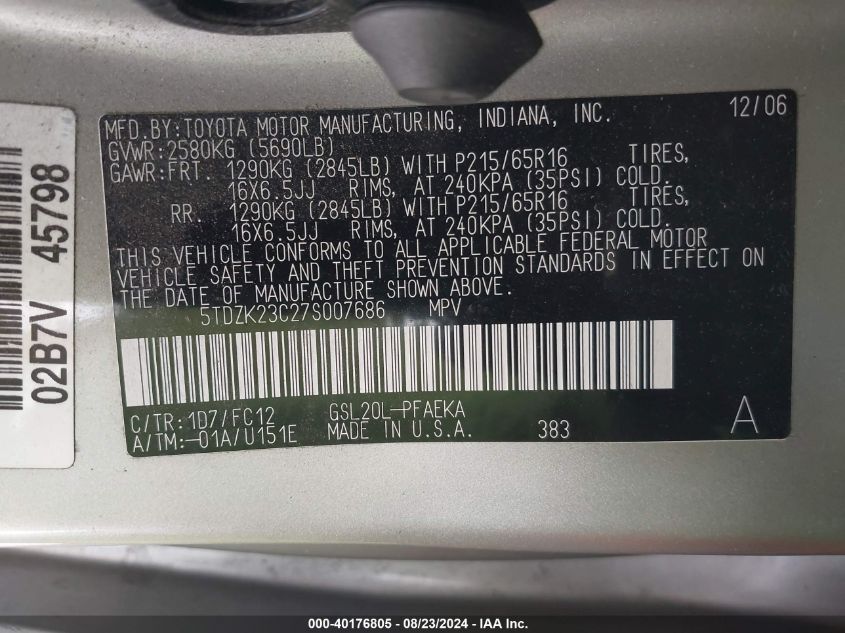 MFD.BY:TOYOTA MOTOR MANUFACTURING, INDIANA, INC. 12/06
GVWR:2580KG (5690LB)
GAWR:FRT. 1290KG (2845LB) WITH P215/65R16 TIRES,
16X6.5JJ RIMS, AT 240KPA (35PSI) COLD.
RR. 1290KG (2845LB) WITH P215/65R16 TIRES,
16X6.5JJ RIMS, AT 240KPA (35PSI) COLD.
THIS VEHICLE CONFORMS TO ALL APPLICABLE FEDERAL MOTOR
VEHICLE SAFETY AND THEFT PREVENTION STANDARDS IN EFFECT ON
THE DATE OF MANUFACTURE SHOWN ABOVE.
5TDZK23C27S007686 MPV
C/TR:1D7/FC12 GSL20L-PFAEKA
A/TM:-01A/U151E MADE IN U.S.A. 383 A
02B7V 45798
000-40176805 - 08/23/2024 - IAA Inc.